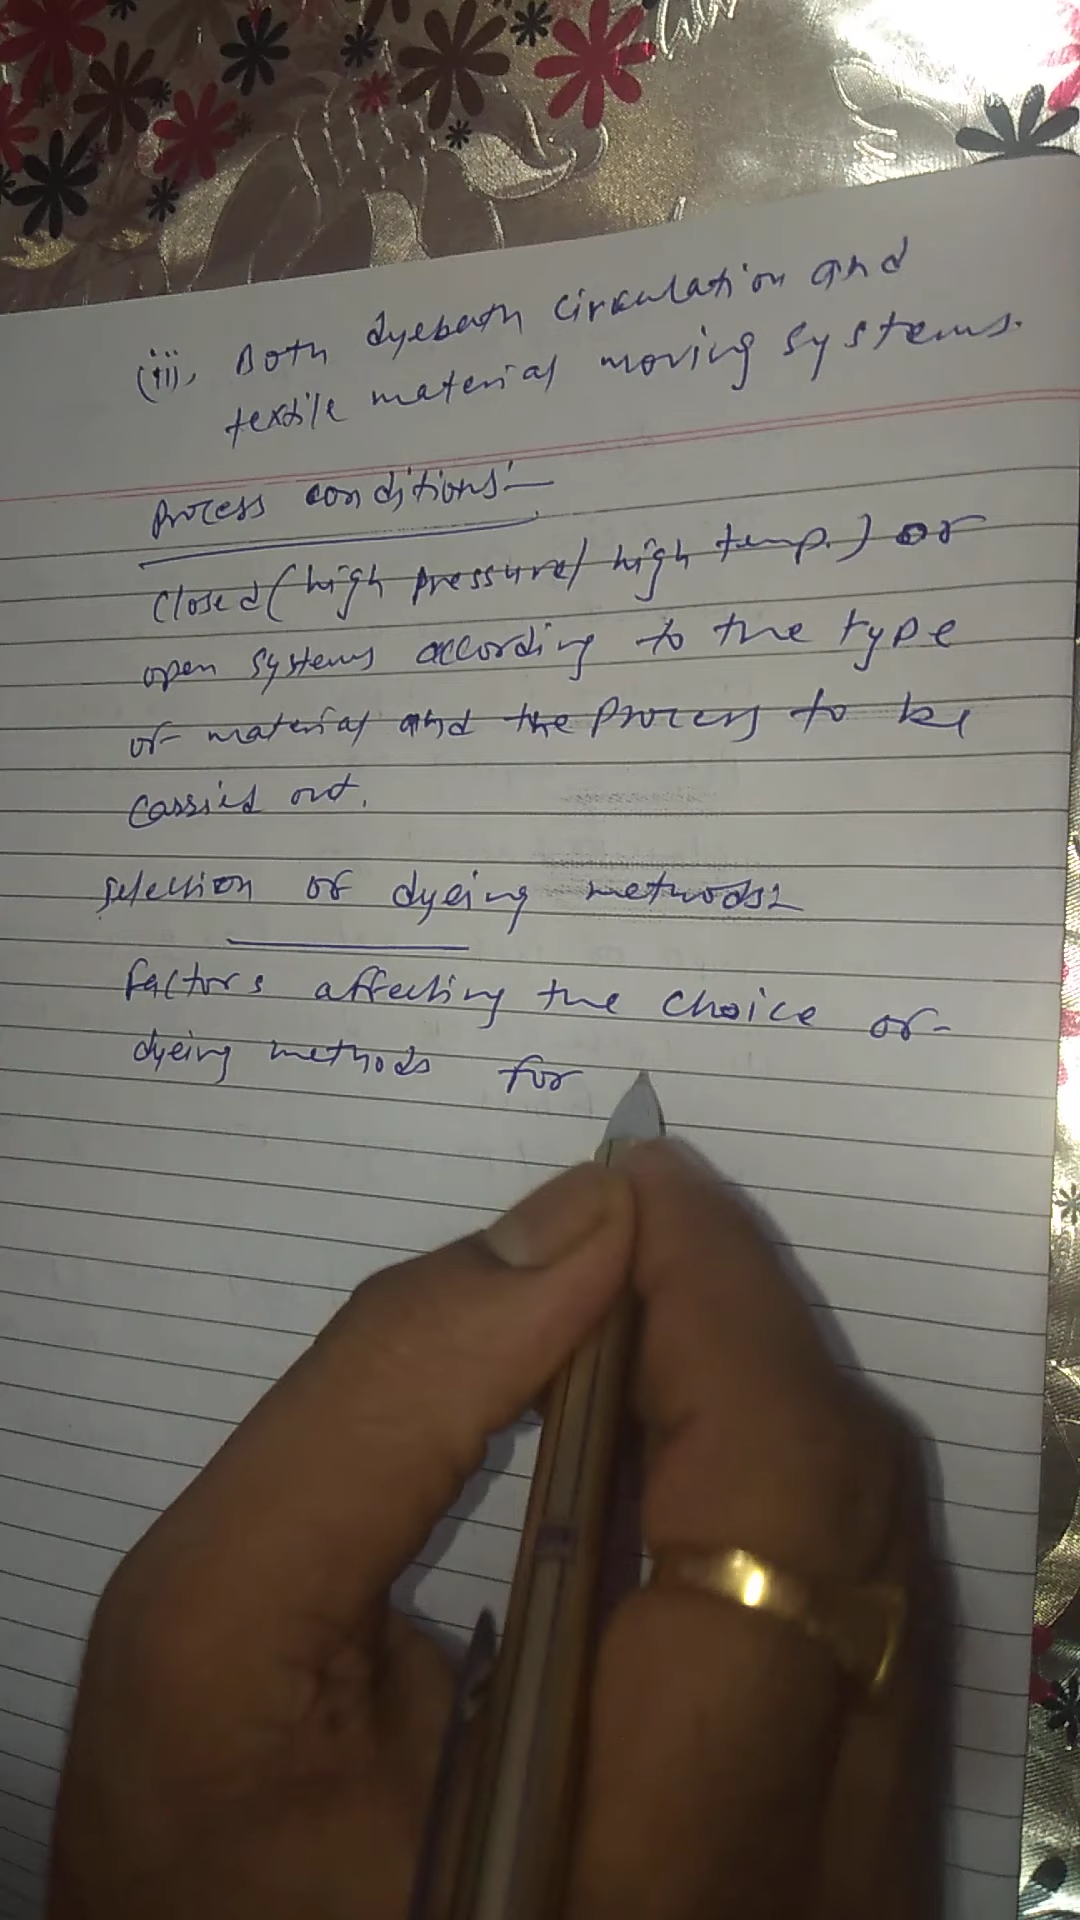 (iii), Both dyebath circulation and
textile material moving systems.
Process conditions:-
Closed (high pressure/ high temp.) or
open systems according to the type
of material and the process to be
carried out.
Selection of dyeing methods:-
factors affecting the choice of
dyeing methods for